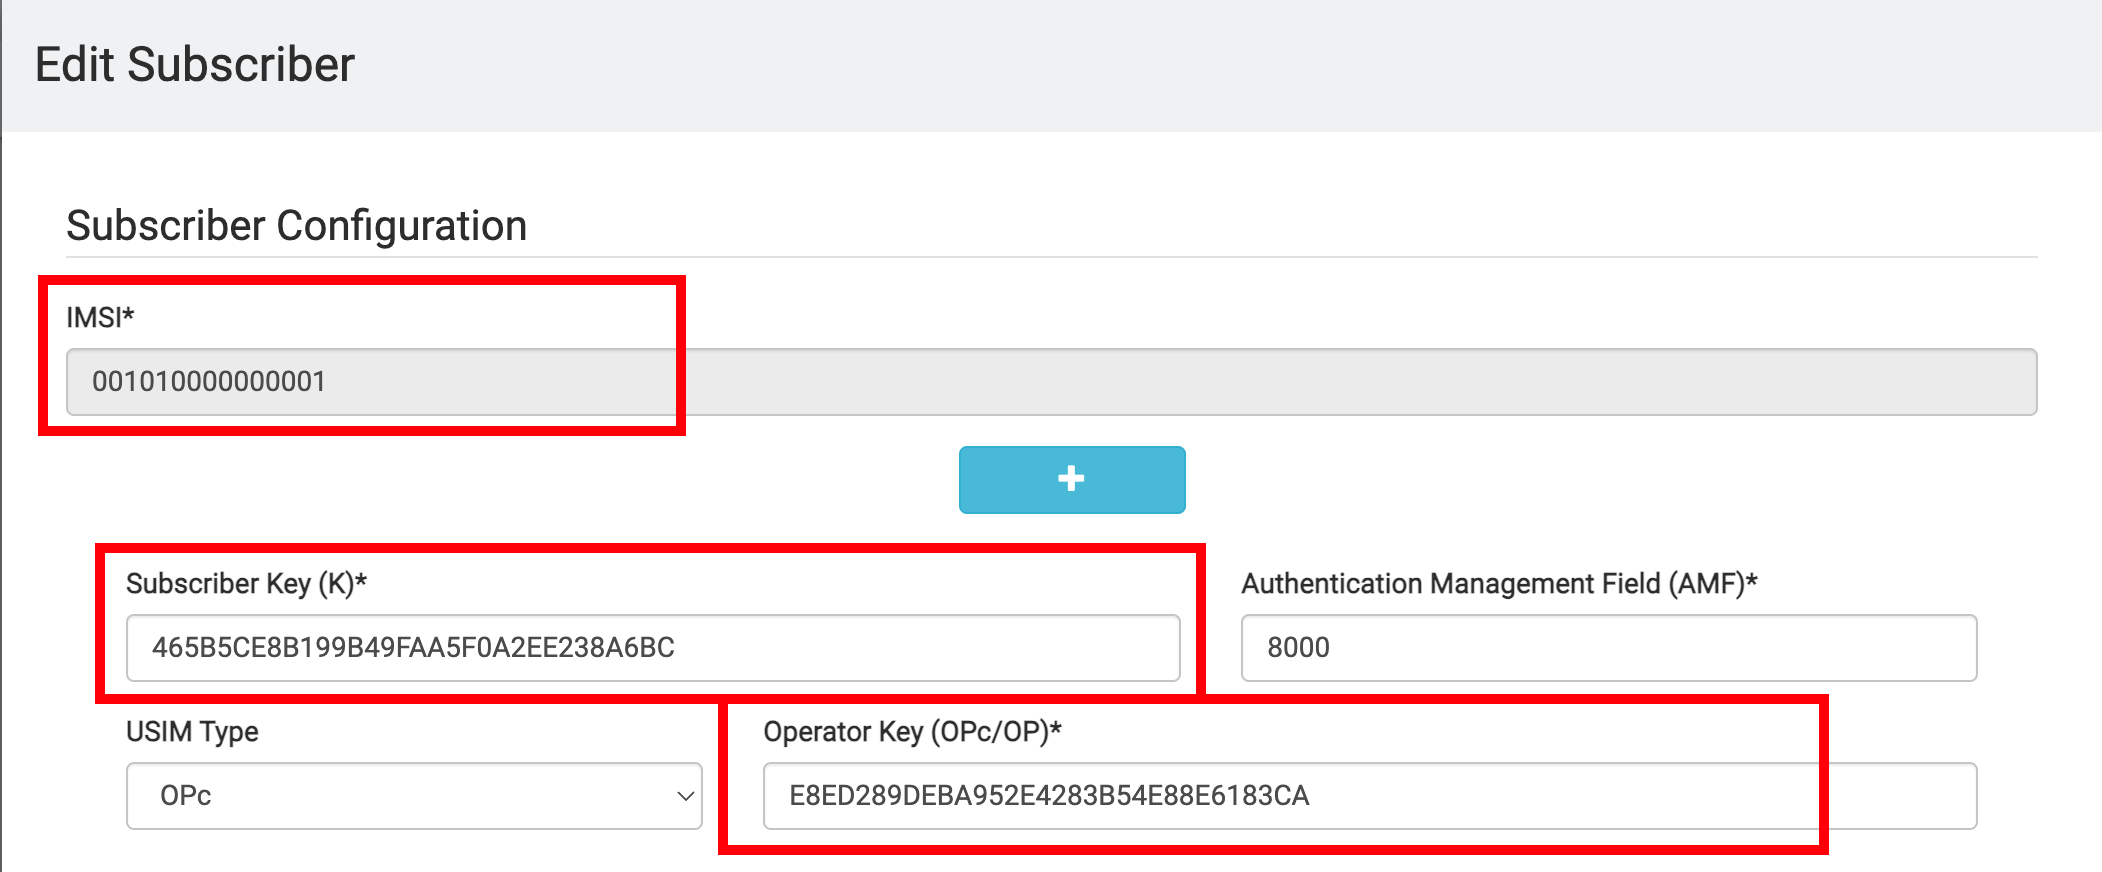 Edit Subscriber
Subscriber Configuration
IMSI*
001010000000001
Subscriber Key (K)*
Authentication Management Field (AMF)*
465B5CE8B199B49FAA5F0A2EE238A6BC
8000
USIM Type
Operator Key (OPc/OP)*
OPc
E8ED289DEBA952E4283B54E88E6183CA